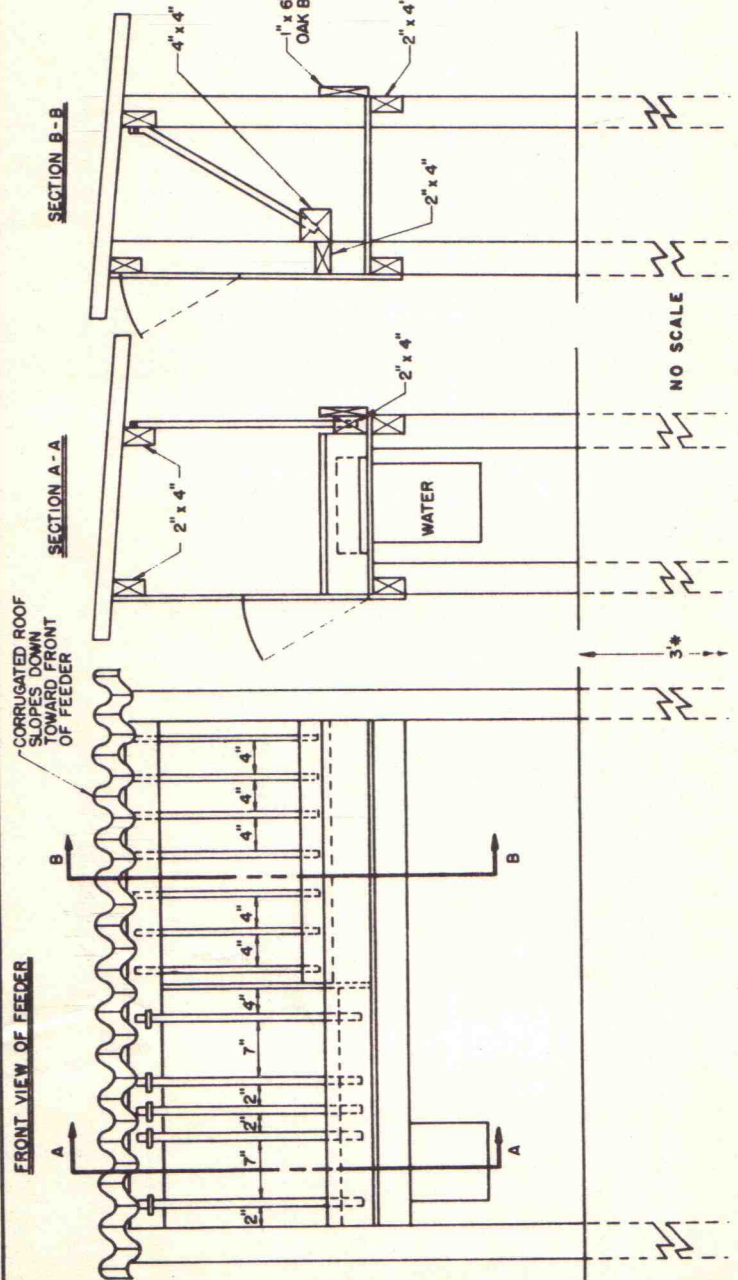 FRONT VIEW OF FEEDER
CORRUGATED ROOF
SLOPES DOWN
TOWARD FRONT
OF FEEDER
B
A
2"
7"
2"
2"
7"
4"
4"
4"
4"
4"
4"
B
A
3'*
SECTION A-A
2" x 4"
2" x 4"
WATER
NO SCALE
SECTION B-B
4" x 4"
1" x 6
OAK B
2" x 4"
2" x 4"